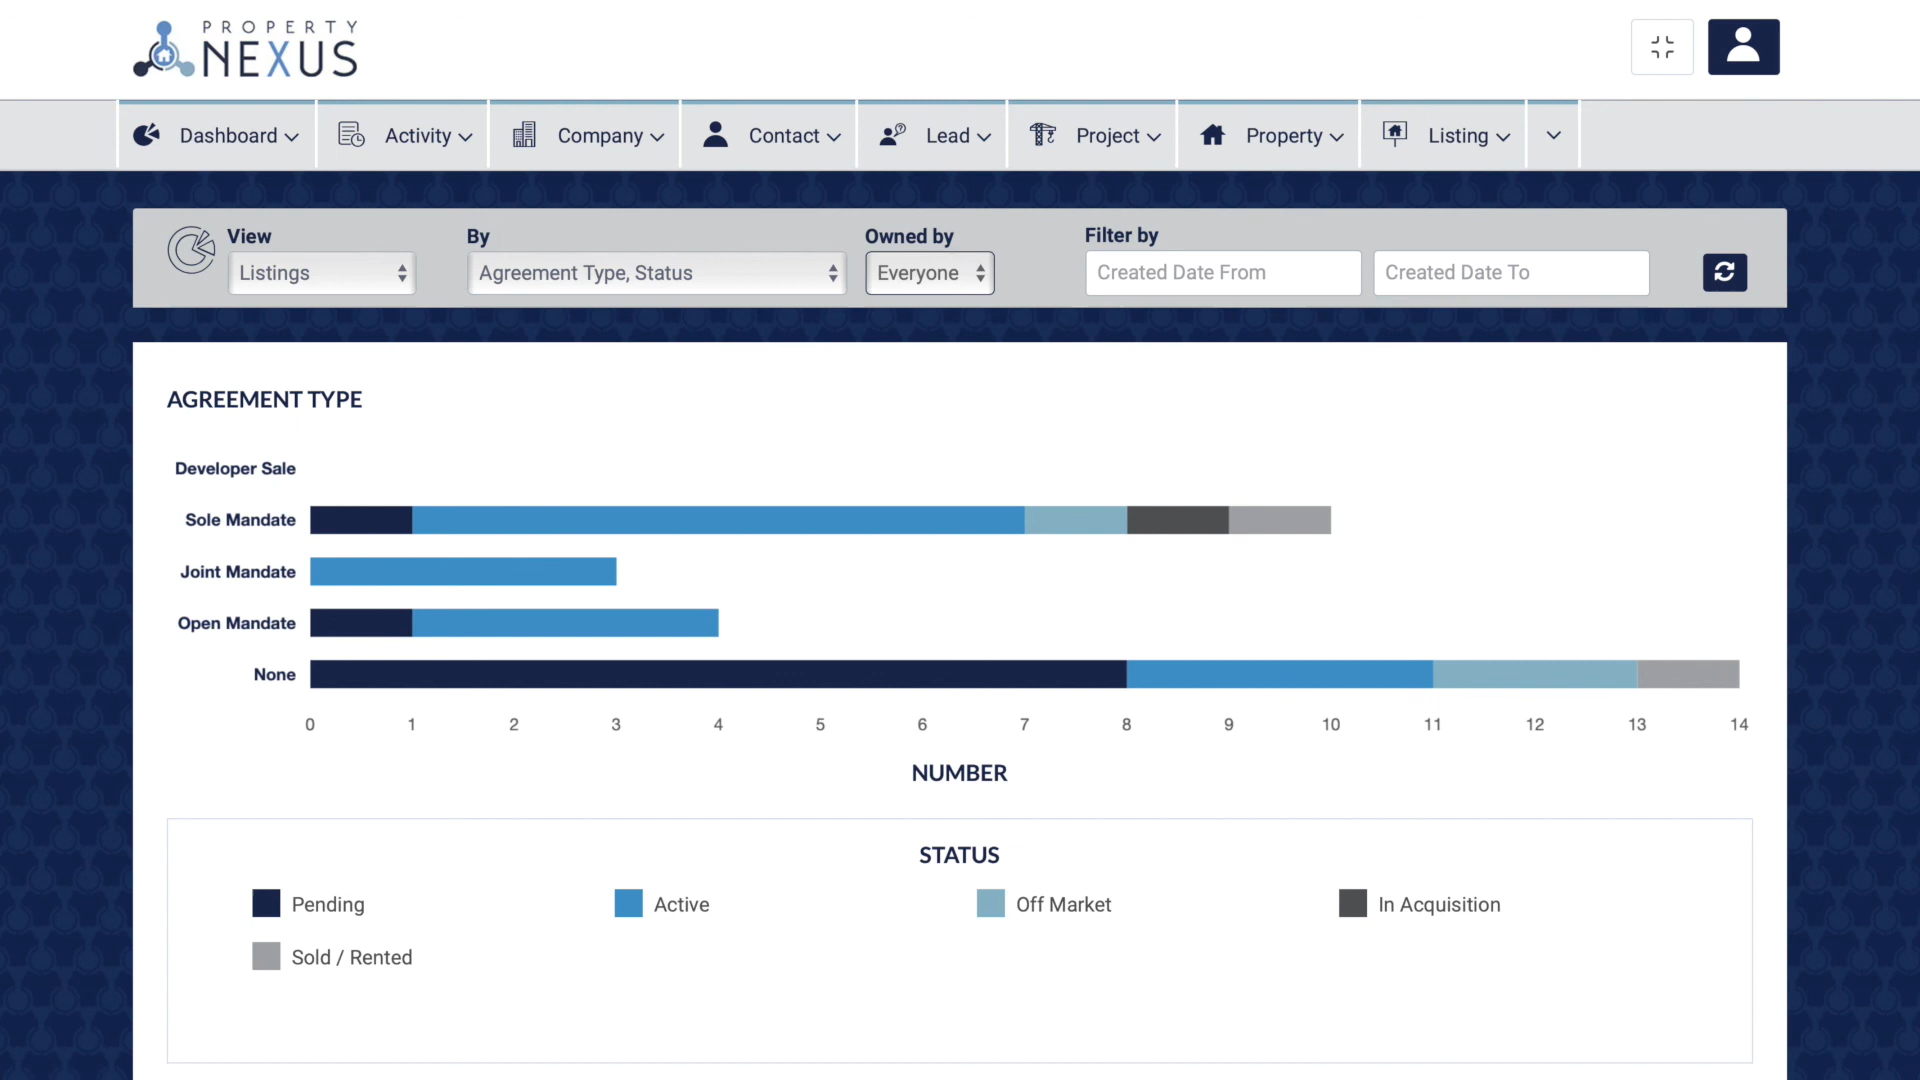 PROPERTY
NEXUS
Dashboard
Activity
Company
Contact
Lead
Project
Property
Listing
View
By
Owned by
Filter by
Listings
Agreement Type, Status
Everyone
Created Date From
Created Date To
AGREEMENT TYPE
Developer Sale
Sole Mandate
Joint Mandate
Open Mandate
None
0 1 2 3 4 5 6 7 8 9 10 11 12 13 14
NUMBER
STATUS
Pending
Active
Off Market
In Acquisition
Sold / Rented